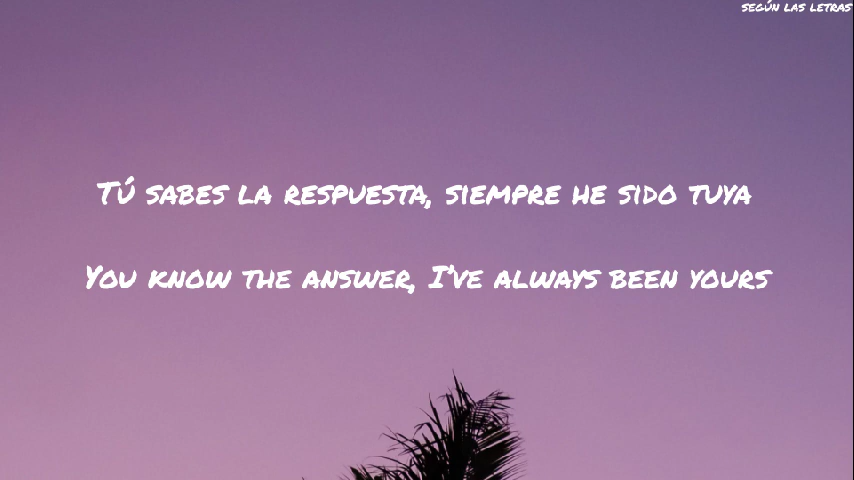 SEGÚN LAS LETRAS
TÚ SABES LA RESPUESTA, SIEMPRE HE SIDO TUYA
YOU KNOW THE ANSWER, I'VE ALWAYS BEEN YOURS